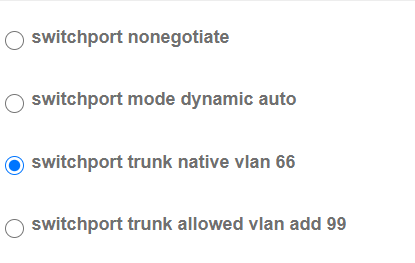 switchport nonegotiate
switchport mode dynamic auto
switchport trunk native vlan 66
switchport trunk allowed vlan add 99